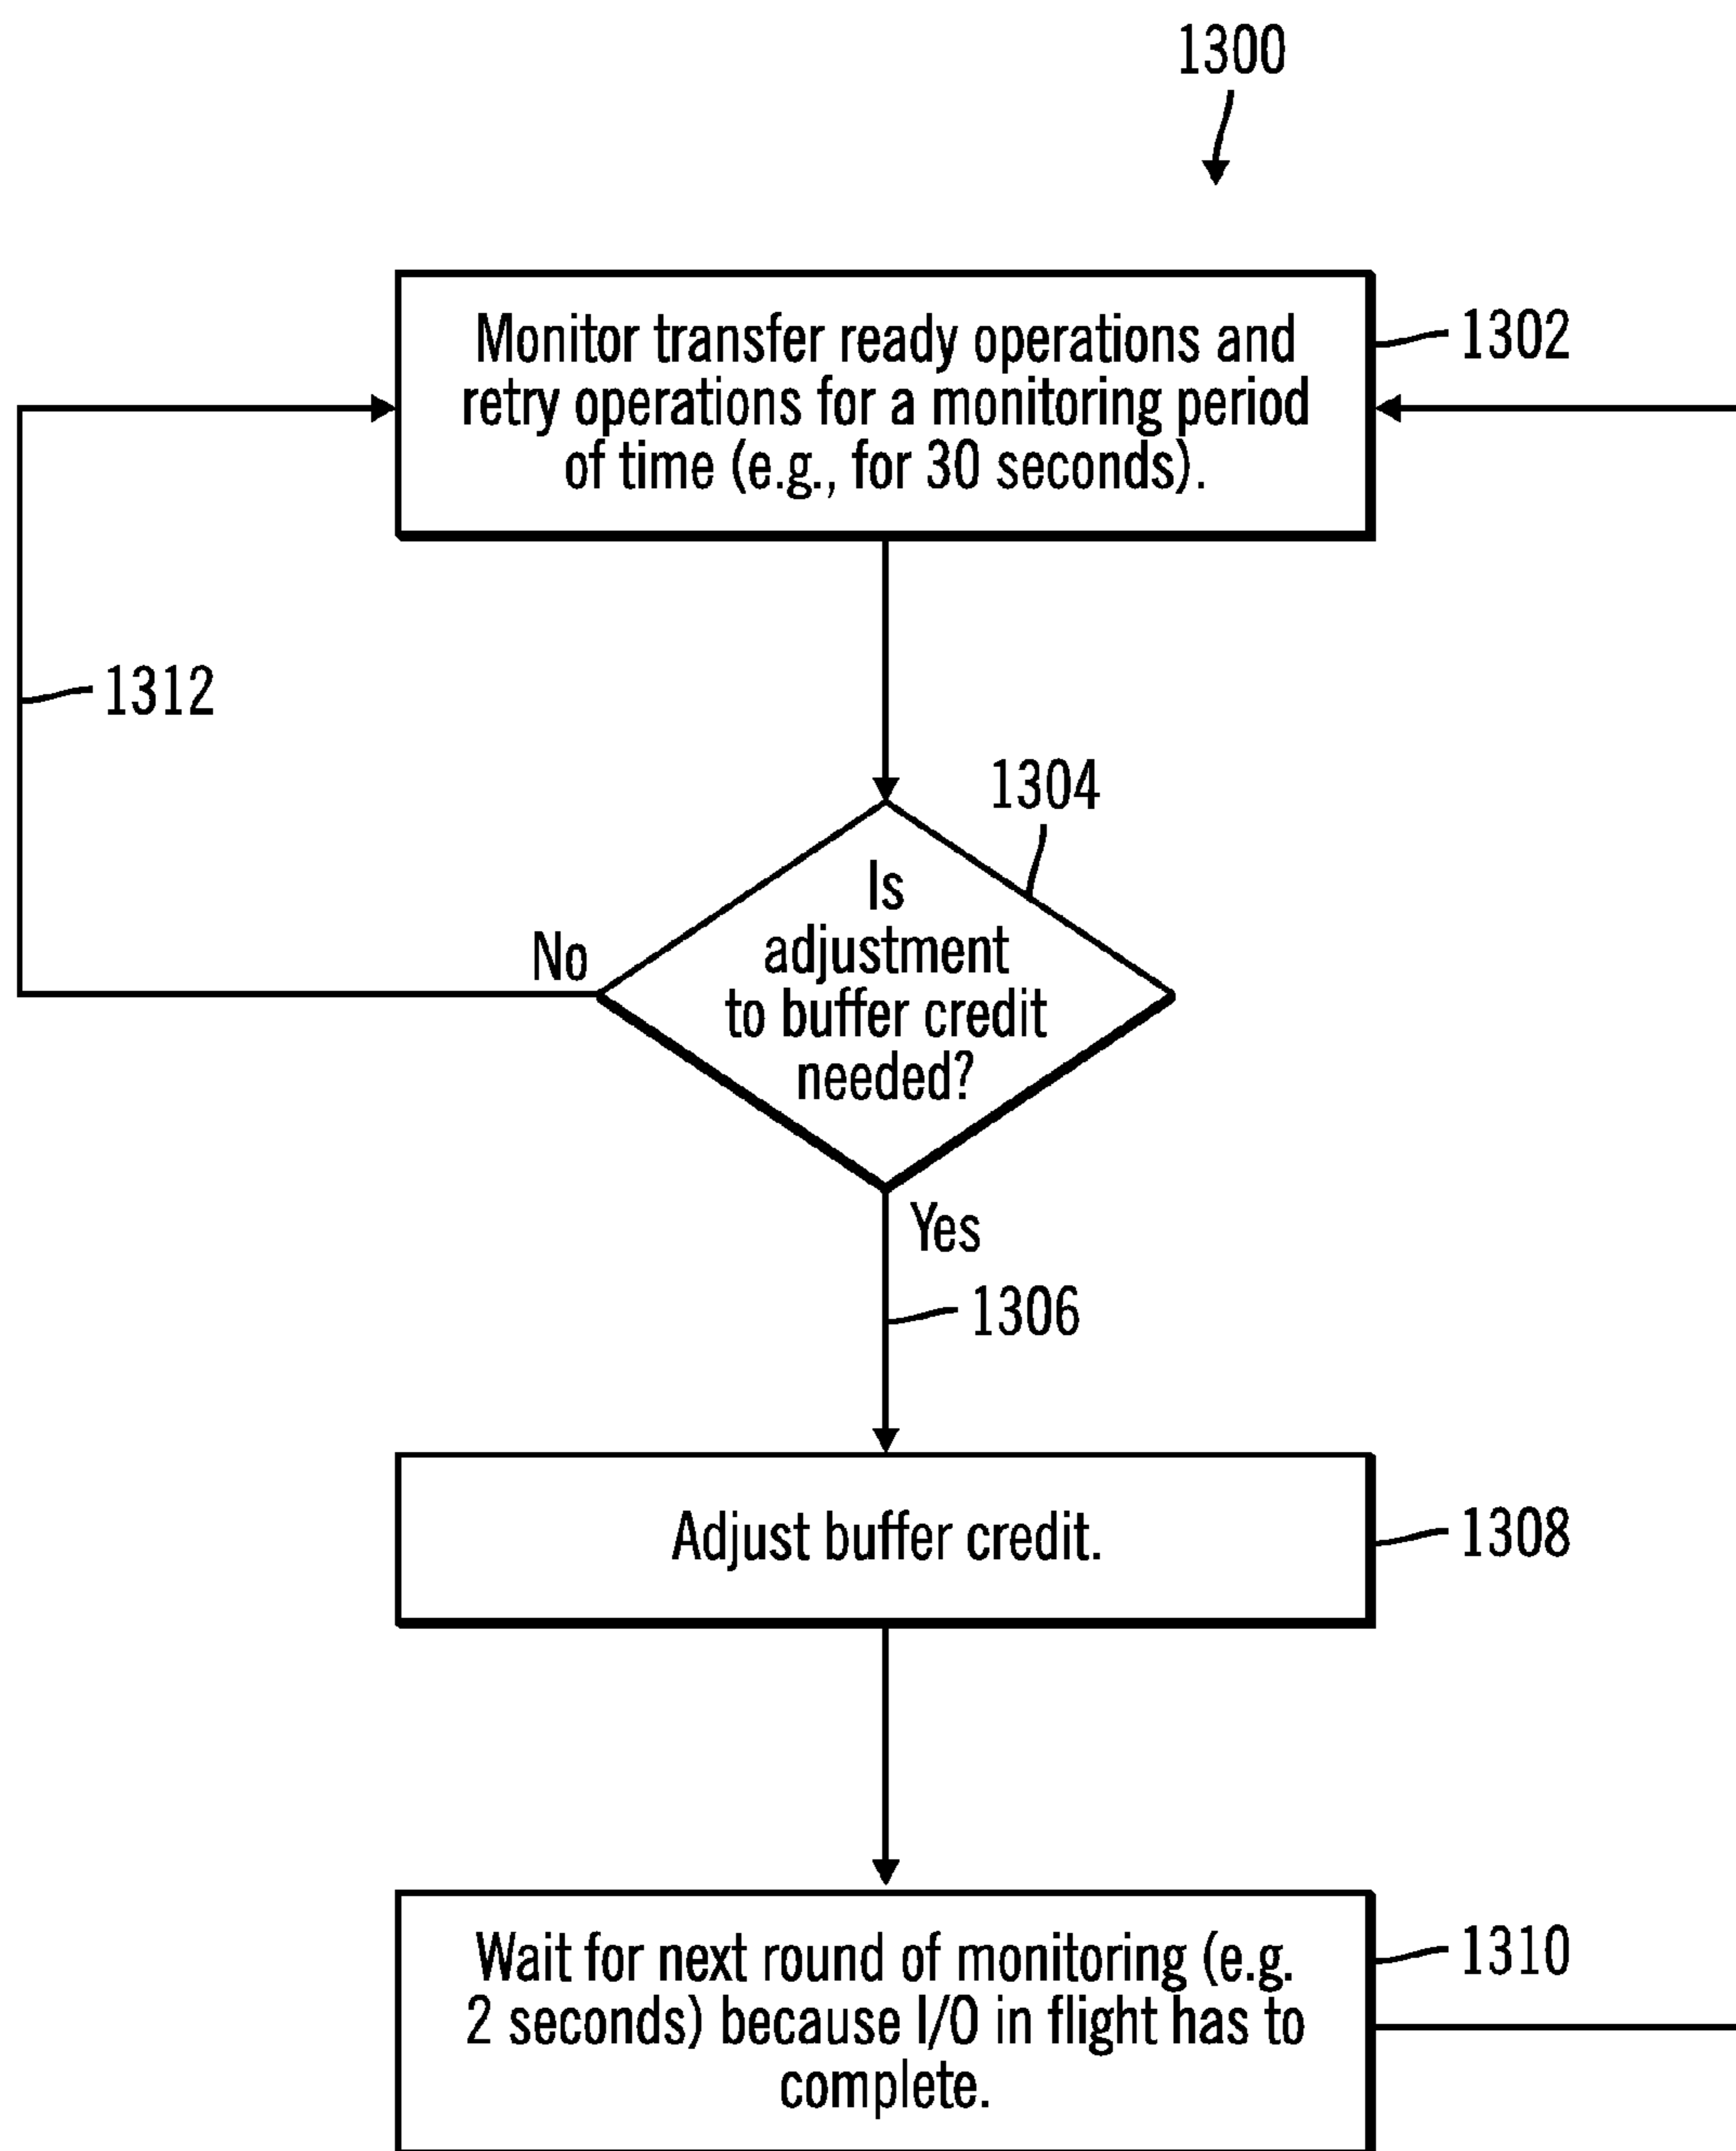 1300
Monitor transfer ready operations and
retry operations for a monitoring period
of time (e.g., for 30 seconds).
1302
1312
1304
Is
adjustment
to buffer credit
needed?
No
Yes
1306
Adjust buffer credit.
1308
Wait for next round of monitoring (e.g.
2 seconds) because I/O in flight has to
complete.
1310